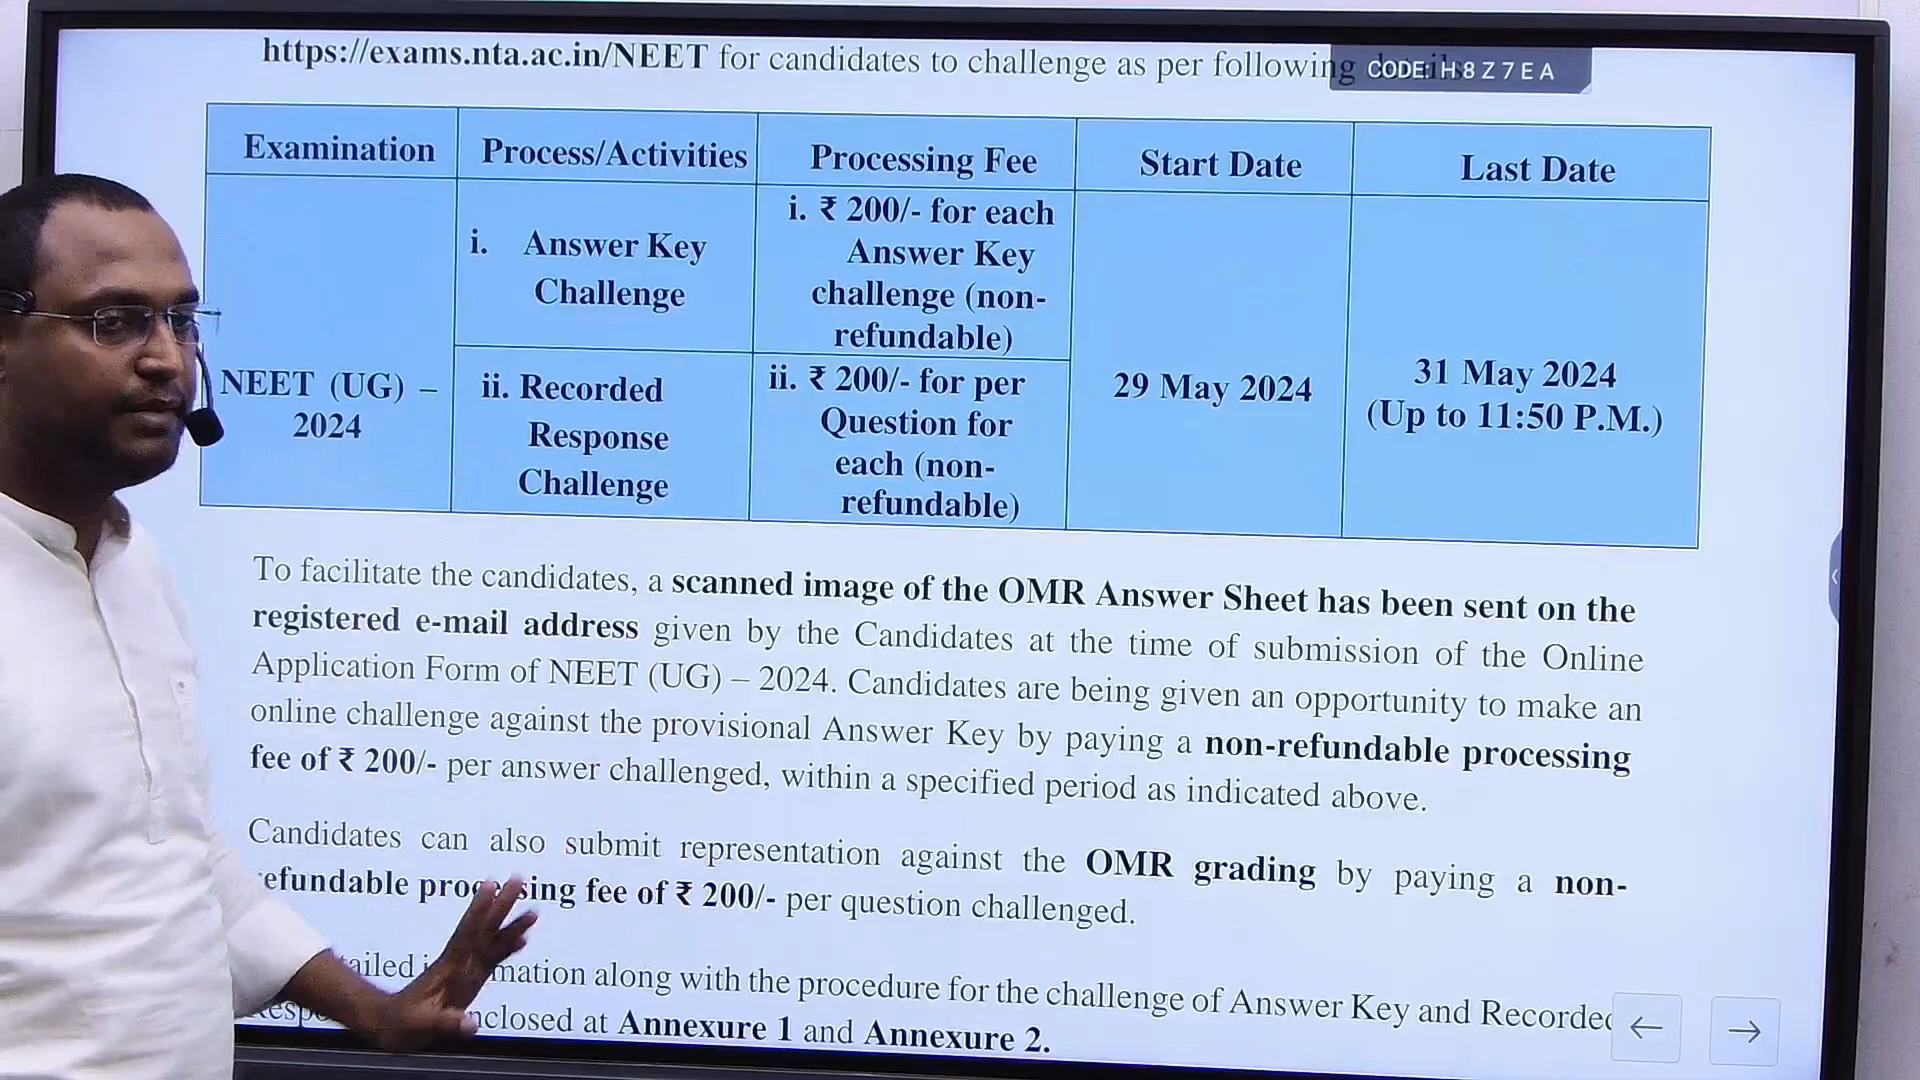 https://exams.nta.ac.in/NEET for candidates to challenge as per following
CODE: H8Z7EA
Examination
Process/Activities
Processing Fee
Start Date
Last Date
NEET (UG) –
2024
i. Answer Key
Challenge
i. ₹ 200/- for each
Answer Key
challenge (non-
refundable)
ii. Recorded
Response
Challenge
ii. ₹ 200/- for per
Question for
each (non-
refundable)
29 May 2024
31 May 2024
(Up to 11:50 P.M.)
To facilitate the candidates, a scanned image of the OMR Answer Sheet has been sent on the
registered e-mail address given by the Candidates at the time of submission of the Online
Application Form of NEET (UG) – 2024. Candidates are being given an opportunity to make an
online challenge against the provisional Answer Key by paying a non-refundable processing
fee of ₹ 200/- per answer challenged, within a specified period as indicated above.
Candidates can also submit representation against the OMR grading by paying a non-
refundable processing fee of ₹ 200/- per question challenged.
along with the procedure for the challenge of Answer Key and Recorded
at Annexure 1 and Annexure 2.